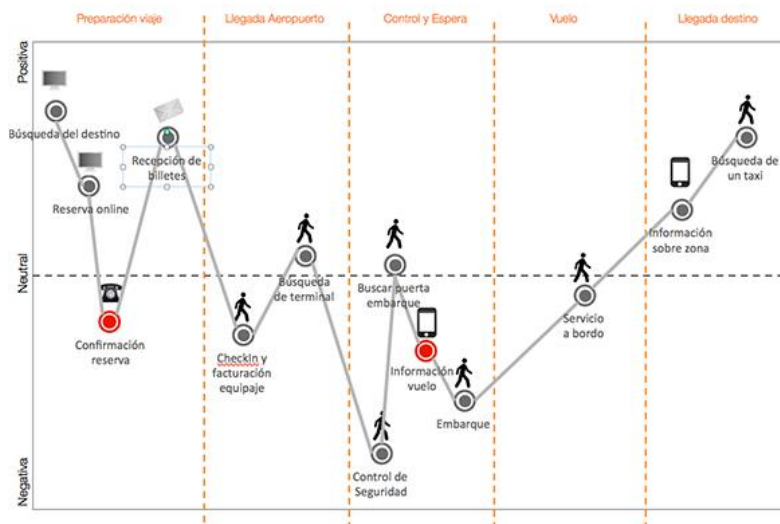 Preparación viaje
Llegada Aeropuerto
Control y Espera
Vuelo
Llegada destino
Positiva
Neutral
Negativa
Búsqueda del destino
Reserva online
Confirmación
reserva
Recepción de
billetes
CheckIn y
facturación
equipaje
Búsqueda
de terminal
Control de
Seguridad
Buscar puerta
embarque
Información
vuelo
Embarque
Servicio
a bordo
Información
sobre zona
Búsqueda de
un taxi